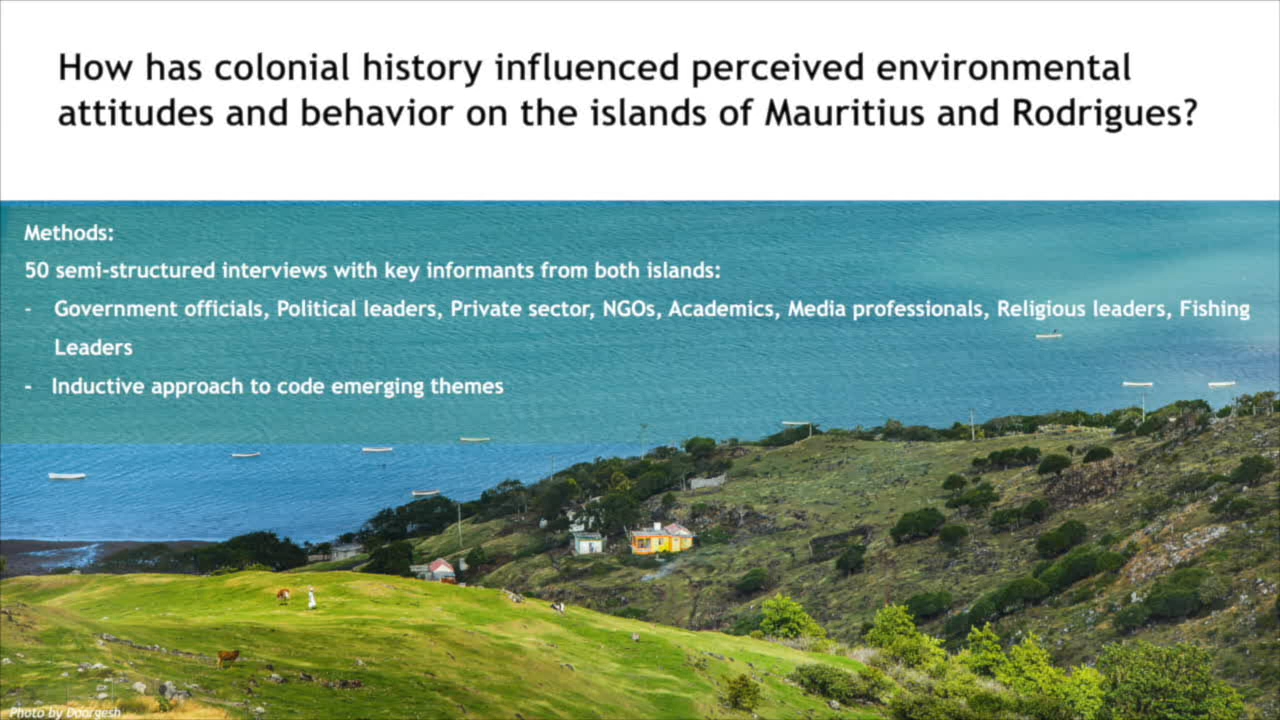 How has colonial history influenced perceived environmental
attitudes and behavior on the islands of Mauritius and Rodrigues?
Methods:
50 semi-structured interviews with key informants from both islands:
- Government officials, Political leaders, Private sector, NGOs, Academics, Media professionals, Religious leaders, Fishing
Leaders
- Inductive approach to code emerging themes
Photo by Doorgesh